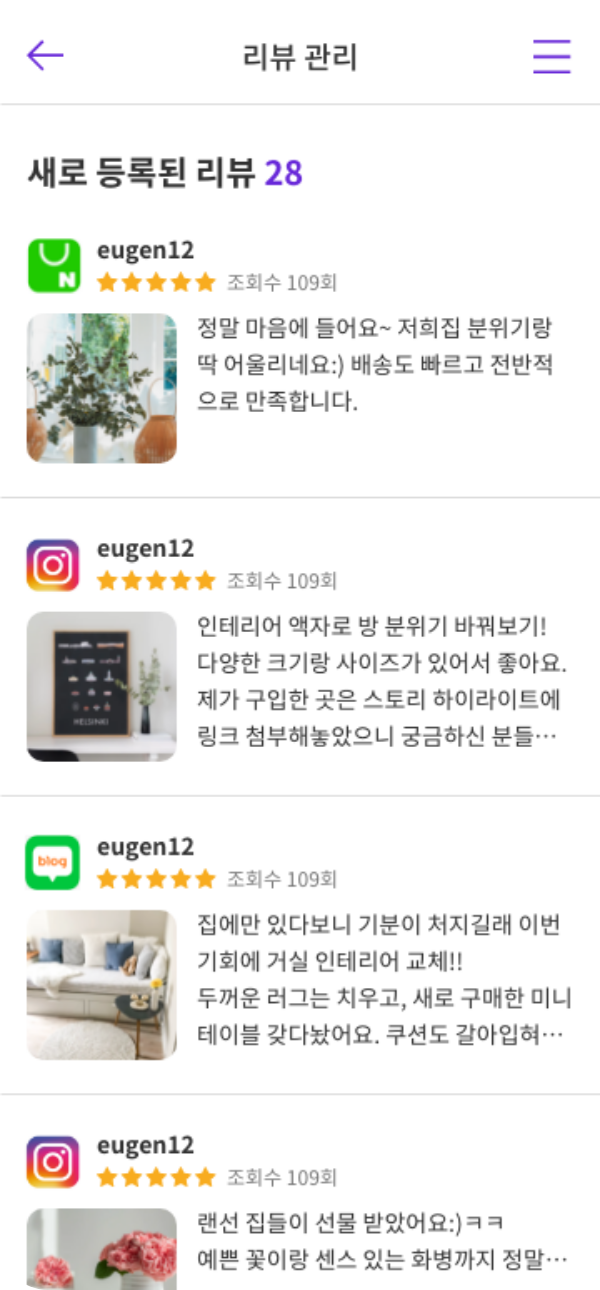 리뷰 관리
새로 등록된 리뷰 28
N
eugen12
조회수 109회
정말 마음에 들어요~ 저희집 분위기랑
딱 어울리네요:) 배송도 빠르고 전반적
으로 만족합니다.
eugen12
조회수 109회
HELSINKI
인테리어 액자로 방 분위기 바꿔보기!
다양한 크기랑 사이즈가 있어서 좋아요.
제가 구입한 곳은 스토리 하이라이트에
링크 첨부해놓았으니 궁금하신 분들…
blog
eugen12
조회수 109회
집에만 있다보니 기분이 처지길래 이번
기회에 거실 인테리어 교체!!
두꺼운 러그는 치우고, 새로 구매한 미니
테이블 갖다놨어요. 쿠션도 갈아입혀…
eugen12
조회수 109회
랜선 집들이 선물 받았어요:)ㅋㅋ
예쁜 꽃이랑 센스 있는 화병까지 정말…